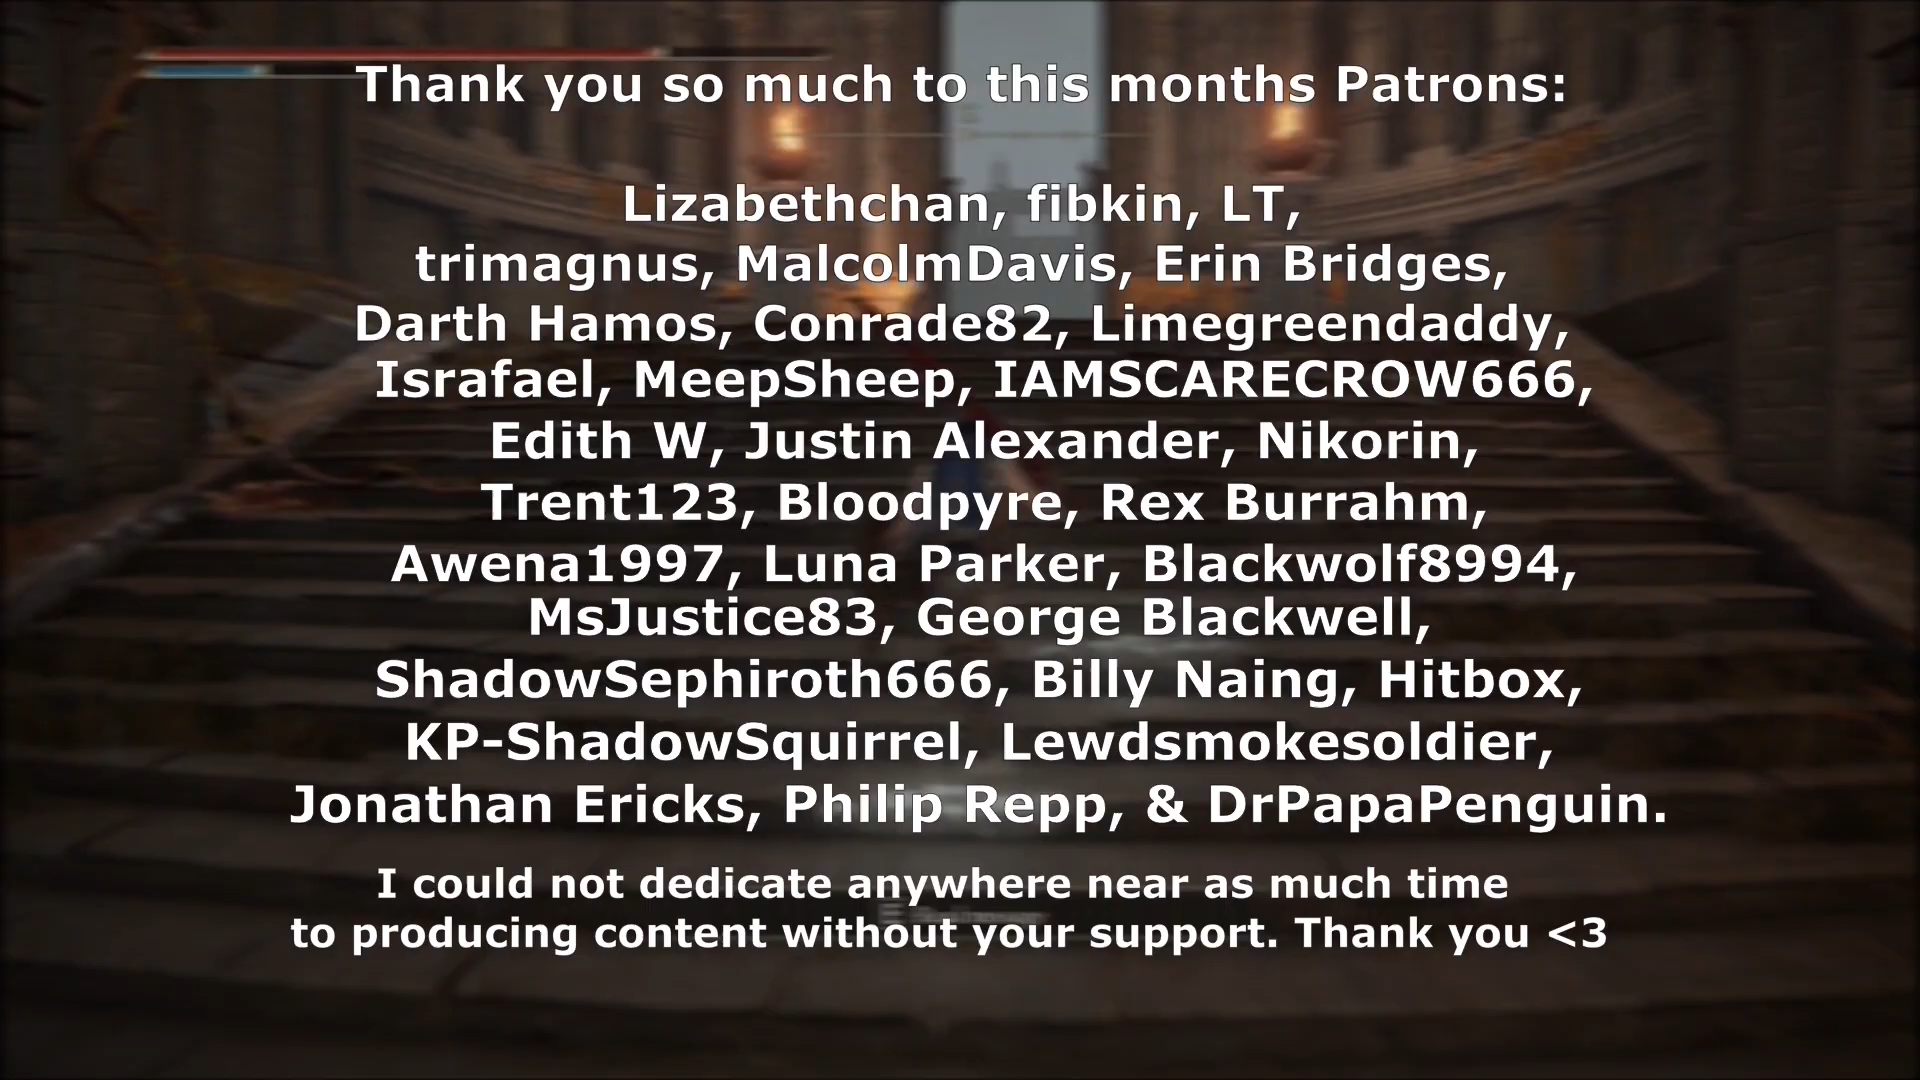 Thank you so much to this months Patrons:
Lizabethchan, fibkin, LT,
trimagnus, MalcolmDavis, Erin Bridges,
Darth Hamos, Conrade82, Limegreendaddy,
Israfael, MeepSheep, IAMSCARECROW666,
Edith W, Justin Alexander, Nikorin,
Trent123, Bloodpyre, Rex Burrahm,
Awena1997, Luna Parker, Blackwolf8994,
MsJustice83, George Blackwell,
ShadowSephiroth666, Billy Naing, Hitbox,
KP-ShadowSquirrel, Lewdsmokesoldier,
Jonathan Ericks, Philip Repp, & DrPapaPenguin.
I could not dedicate anywhere near as much time
to producing content without your support. Thank you <3